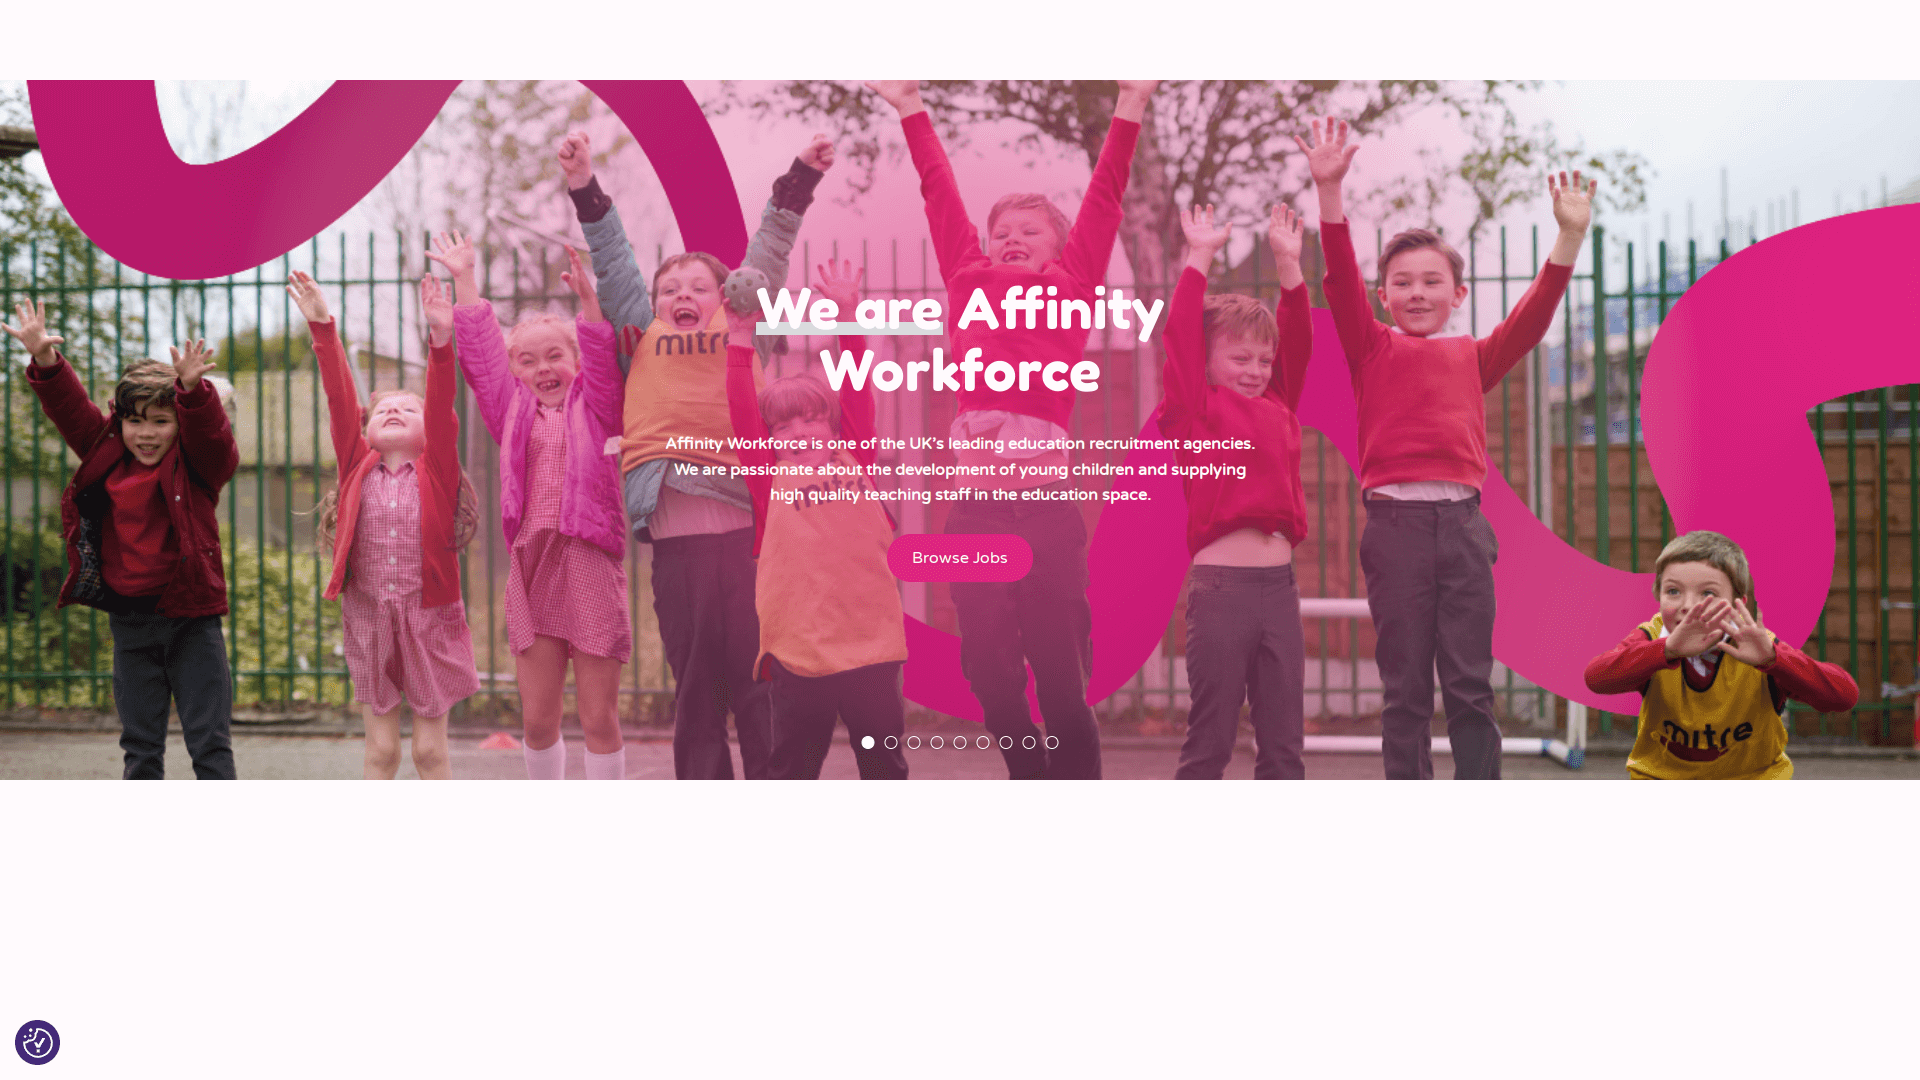 We are Affinity
Workforce
Affinity Workforce is one of the UK's leading education recruitment agencies.
We are passionate about the development of young children and supplying
high quality teaching staff in the education space.
Browse Jobs
mitre
mitre
mitre